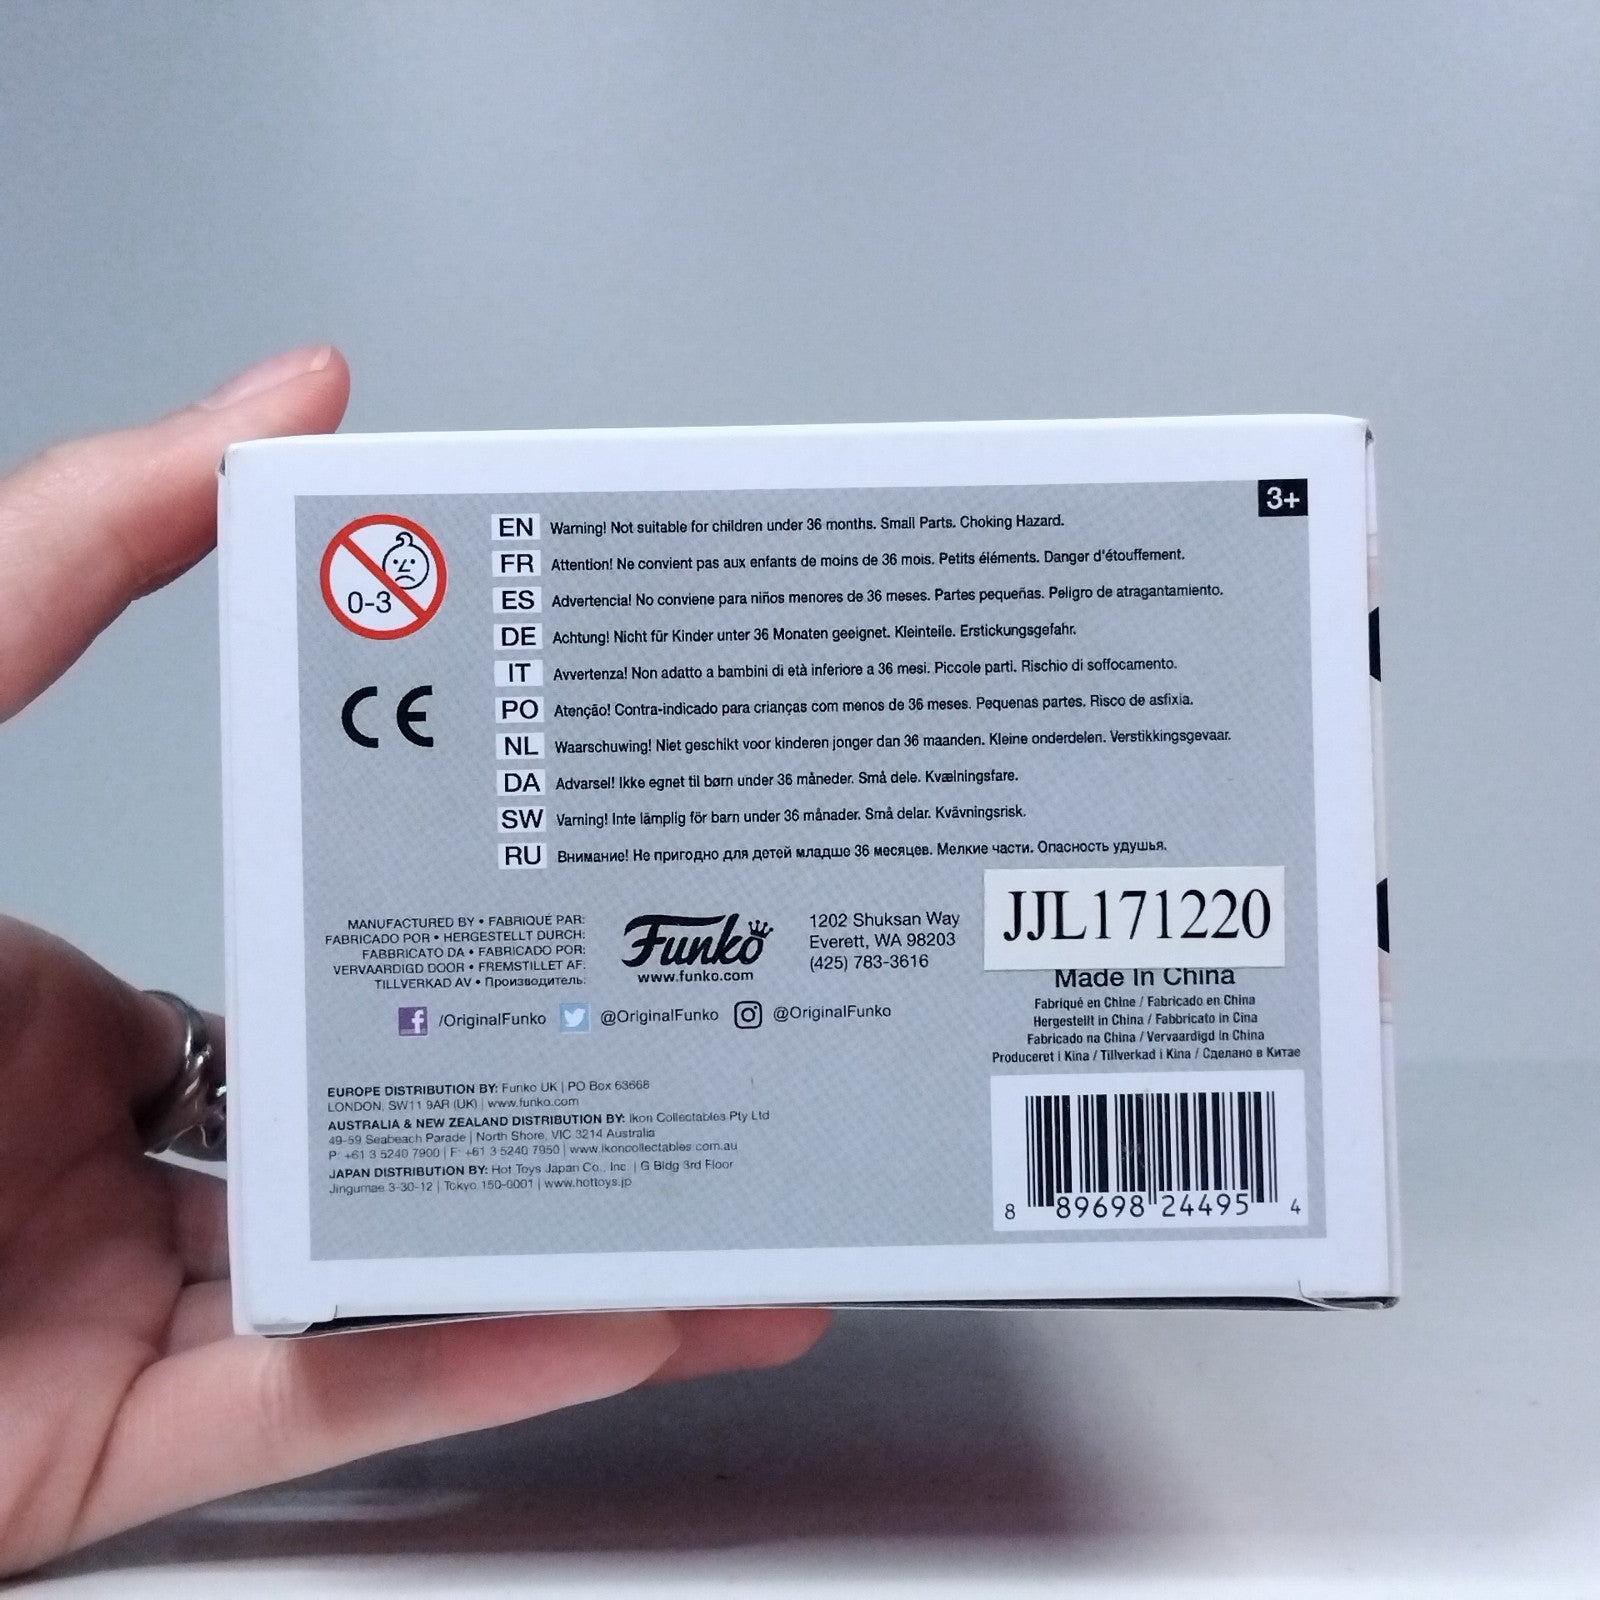 3+
0-3
CE
EN Warning! Not suitable for children under 36 months. Small Parts. Choking Hazard.
FR Attention! Ne convient pas aux enfants de moins de 36 mois. Petits éléments. Danger d'étouffement.
ES Advertencia! No conviene para niños menores de 36 meses. Partes pequeñas. Peligro de atragantamiento.
DE Achtung! Nicht für Kinder unter 36 Monaten geeignet. Kleinteile. Erstickungsgefahr.
IT Avvertenza! Non adatto a bambini di età inferiore a 36 mesi. Piccole parti. Rischio di soffocamento.
PO Atenção! Contra-indicado para crianças com menos de 36 meses. Pequenas partes. Risco de asfixia.
NL Waarschuwing! Niet geschikt voor kinderen jonger dan 36 maanden. Kleine onderdelen. Verstikkingsgevaar.
DA Advarsel! Ikke egnet til børn under 36 måneder. Små dele. Kvælningsfare.
SW Varning! Inte lämplig för barn under 36 månader. Små delar. Kvävningsrisk.
RU Внимание! Не пригодно для детей младше 36 месяцев. Мелкие части. Опасность удушья.
MANUFACTURED BY • FABRIQUÉ PAR:
FABRICADO POR • HERGESTELLT DURCH:
FABBRICATO DA • FABRICADO POR:
VERVAARDIGD DOOR • FREMSTILLET AF:
TILLVERKAD AV • Производитель:
Funko
www.funko.com
1202 Shuksan Way
Everett, WA 98203
(425) 783-3616
JJL171220
Made In China
Fabriqué en Chine / Fabricado en China
Hergestellt in China / Fabbricato in Cina
Fabricado na China / Vervaardigd in China
Produceret i Kina / Tillverkad i Kina / Сделано в Китае
/OriginalFunko @OriginalFunko @OriginalFunko
EUROPE DISTRIBUTION BY: Funko UK | PO Box 63668
LONDON, SW11 9AR (UK) | www.funko.com
AUSTRALIA & NEW ZEALAND DISTRIBUTION BY: Ikon Collectables Pty Ltd
49-59 Seabeach Parade | North Shore, VIC 3214 Australia
P: +61 3 5240 7900 | F: +61 3 5240 7950 | www.ikoncollectables.com.au
JAPAN DISTRIBUTION BY: Hot Toys Japan Co., Inc. | G Bldg 3rd Floor
Jingumae 3-30-12 | Tokyo 150-0001 | www.hottoys.jp
8 89698 24495 4